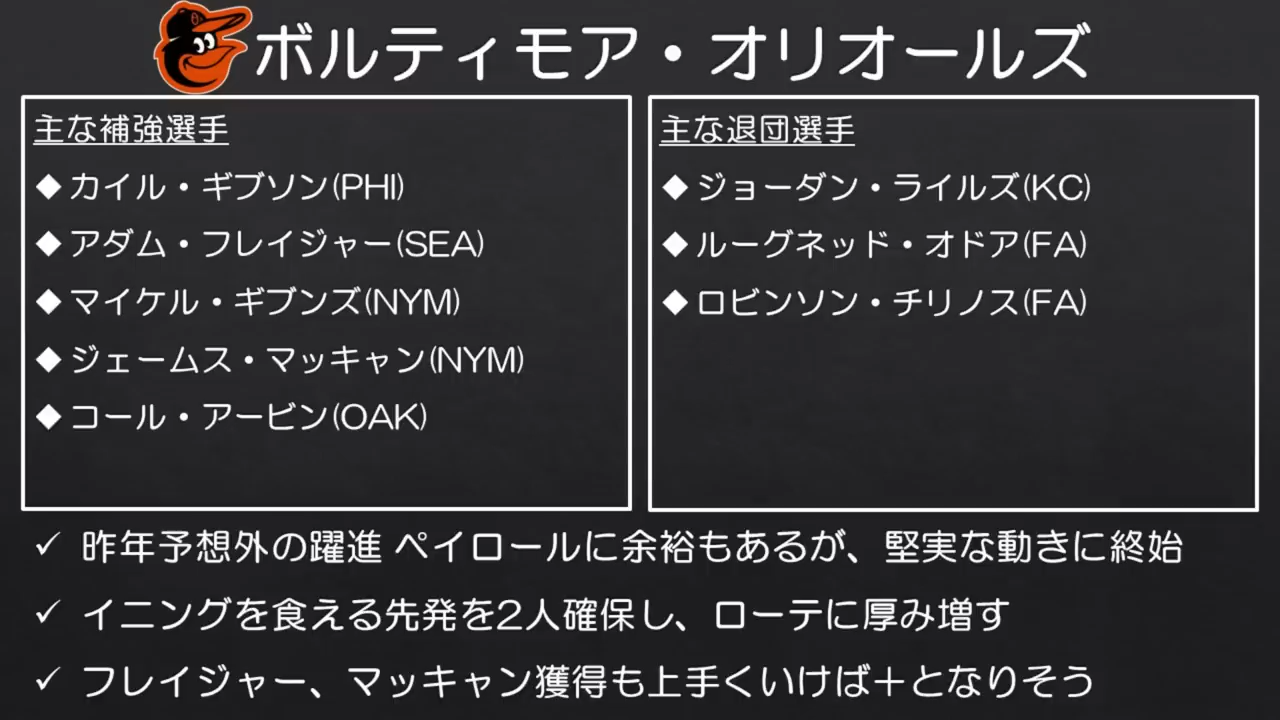 ボルティモア・オリオールズ
主な補強選手
◆カイル・ギブソン(PHI)
◆アダム・フレイジャー(SEA)
◆マイケル・ギブンズ(NYM)
◆ジェームス・マッキャン(NYM)
◆コール・アービン(OAK)
主な退団選手
◆ジョーダン・ライルズ(KC)
◆ルーグネッド・オドア(FA)
◆ロビンソン・チリノス(FA)
✓ 昨年予想外の躍進 ペイロールに余裕もあるが、堅実な動きに終始
✓ イニングを食える先発を2人確保し、ローテに厚み増す
✓ フレイジャー、マッキャン獲得も上手くいけば＋となりそう